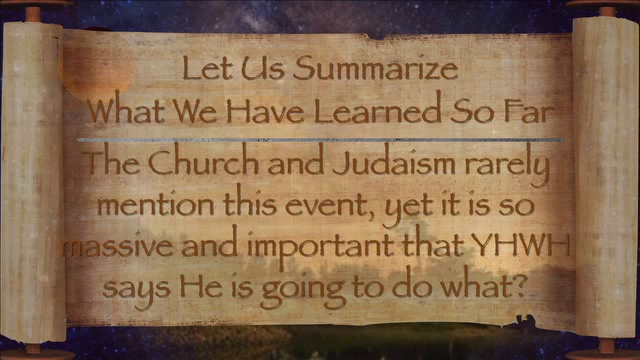 Let Us Summarize
What We Have Learned So Far
The Church and Judaism rarely
mention this event, yet it is so
massive and important that YHWH
says He is going to do what?